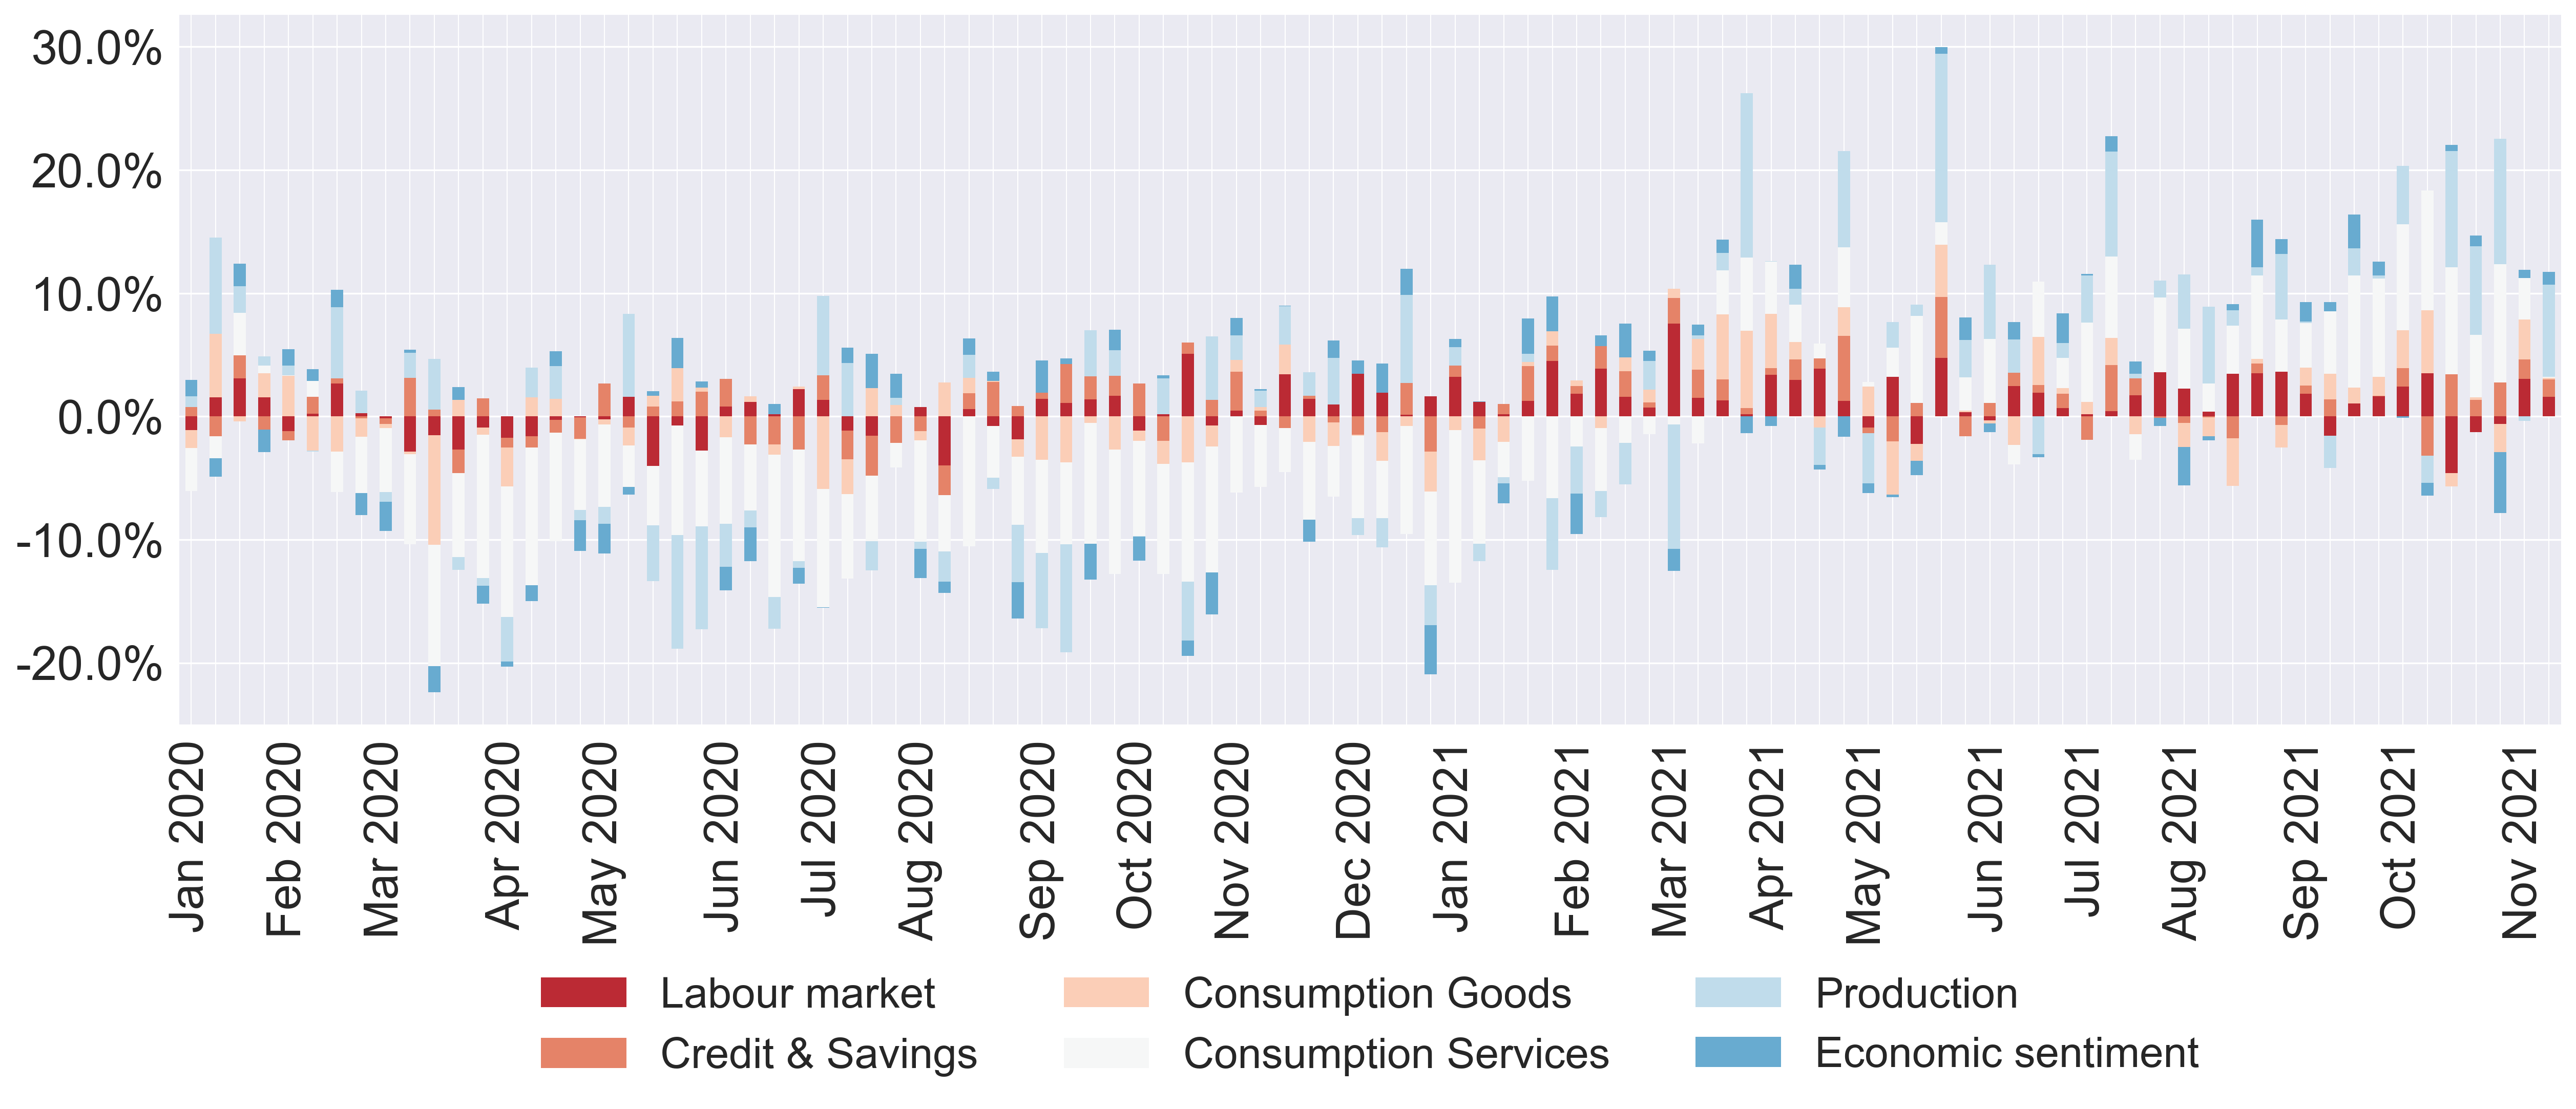 30.0%
20.0%
10.0%
0.0%
-10.0%
-20.0%
Jan 2020
Feb 2020
Mar 2020
Apr 2020
May 2020
Jun 2020
Jul 2020
Aug 2020
Sep 2020
Oct 2020
Nov 2020
Dec 2020
Jan 2021
Feb 2021
Mar 2021
Apr 2021
May 2021
Jun 2021
Jul 2021
Aug 2021
Sep 2021
Oct 2021
Nov 2021
Labour market
Consumption Goods
Production
Credit & Savings
Consumption Services
Economic sentiment